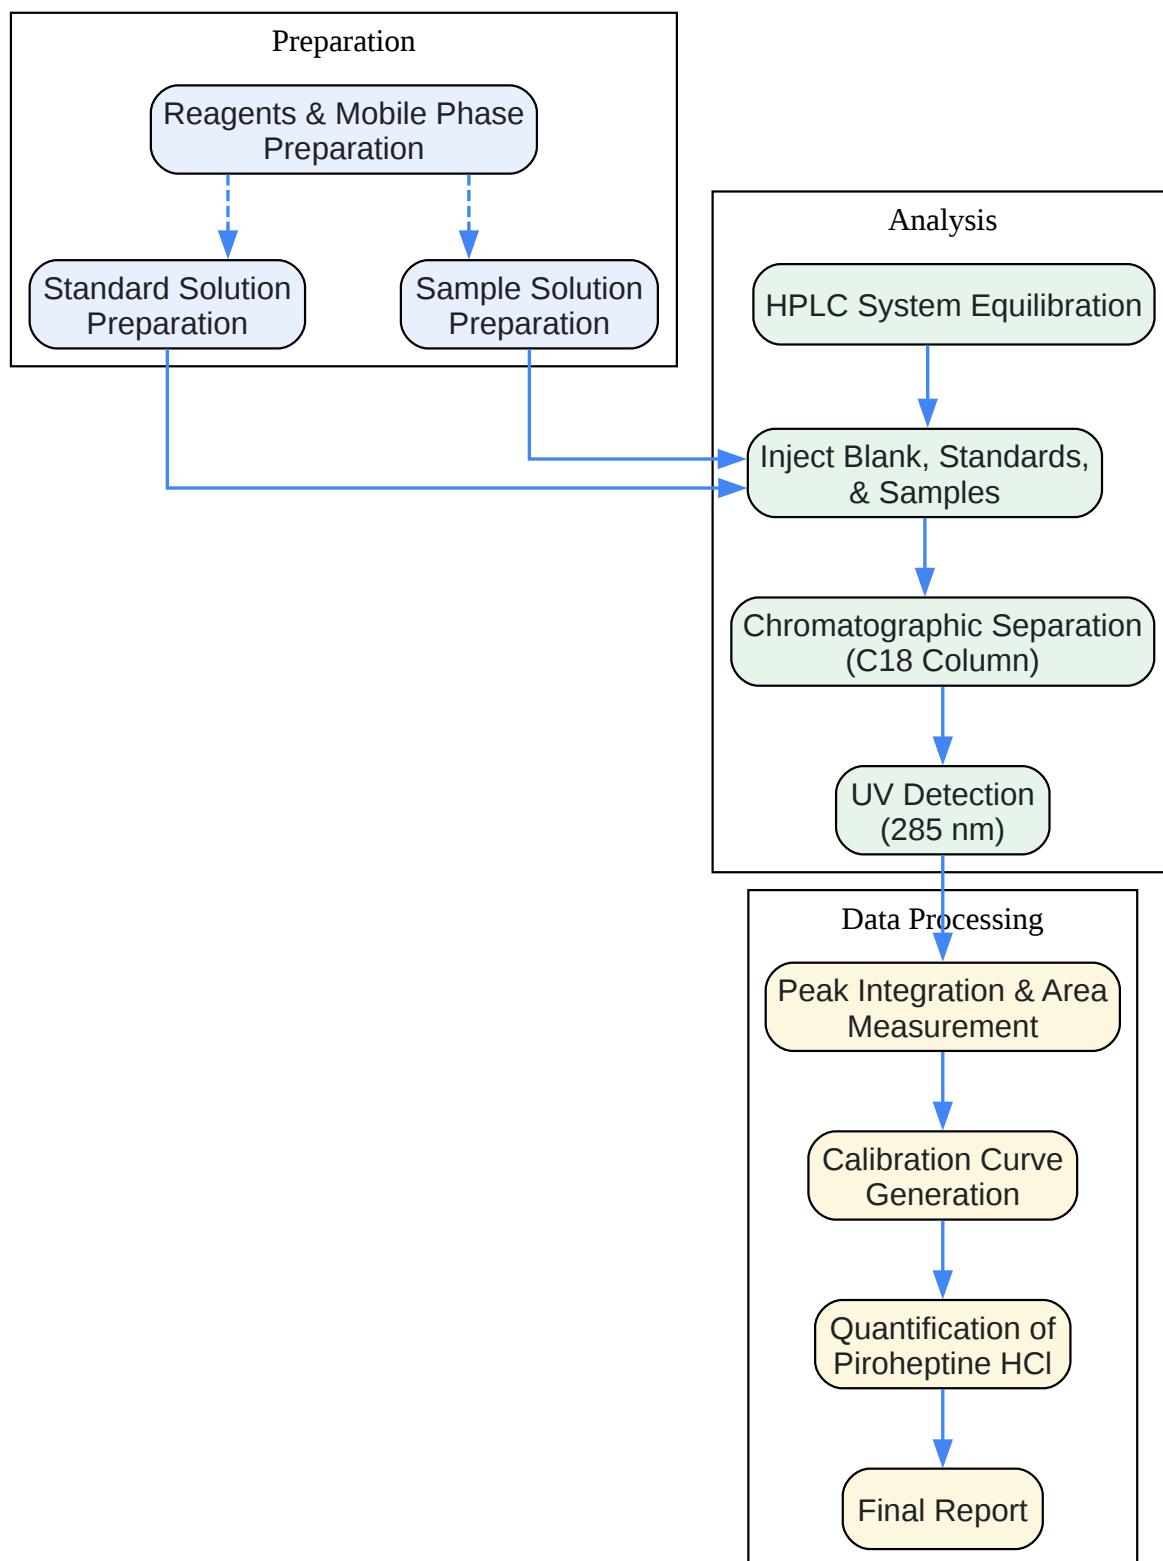 Preparation
Reagents & Mobile Phase
Preparation
Standard Solution
Preparation
Sample Solution
Preparation
Analysis
HPLC System Equilibration
Inject Blank, Standards,
& Samples
Chromatographic Separation
(C18 Column)
UV Detection
(285 nm)
Data Processing
Peak Integration & Area
Measurement
Calibration Curve
Generation
Quantification of
Piroheptine HCl
Final Report